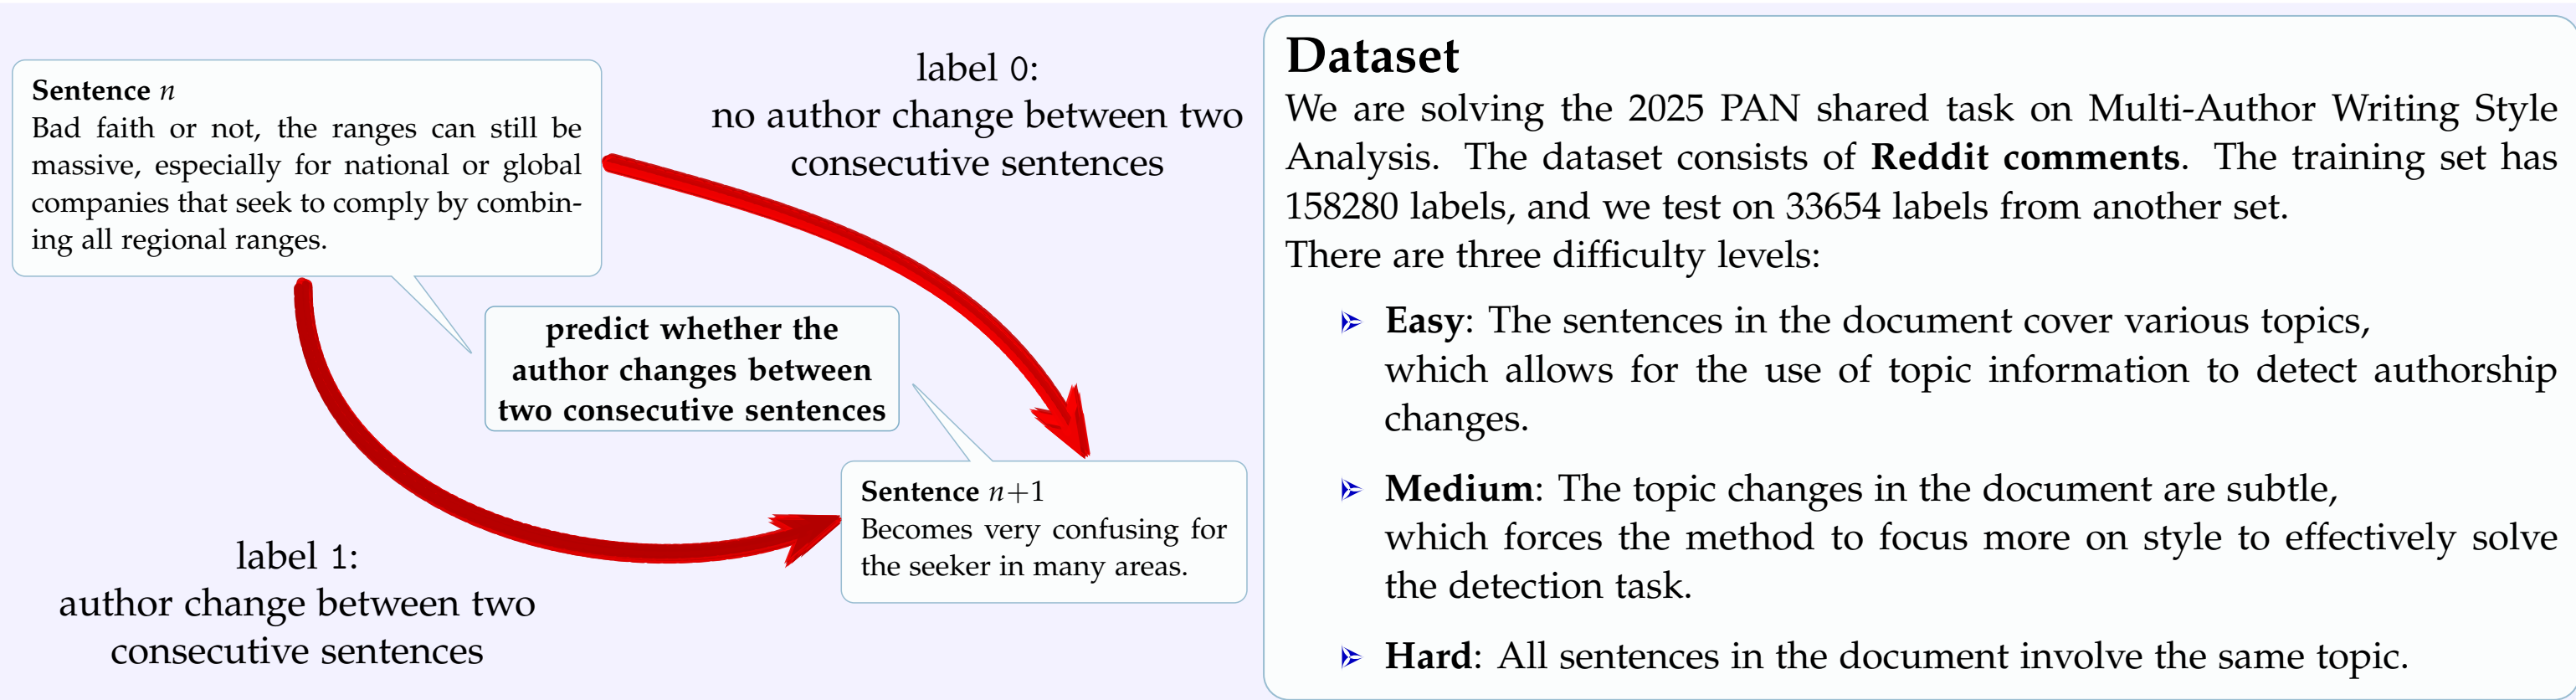 Sentence n
Bad faith or not, the ranges can still be
massive, especially for national or global
companies that seek to comply by combin-
ing all regional ranges.
label 0:
no author change between two
consecutive sentences
predict whether the
author changes between
two consecutive sentences
Sentence n+1
Becomes very confusing for
the seeker in many areas.
label 1:
author change between two
consecutive sentences
Dataset
We are solving the 2025 PAN shared task on Multi-Author Writing Style
Analysis. The dataset consists of Reddit comments. The training set has
158280 labels, and we test on 33654 labels from another set.
There are three difficulty levels:
Easy: The sentences in the document cover various topics,
which allows for the use of topic information to detect authorship
changes.
Medium: The topic changes in the document are subtle,
which forces the method to focus more on style to effectively solve
the detection task.
Hard: All sentences in the document involve the same topic.